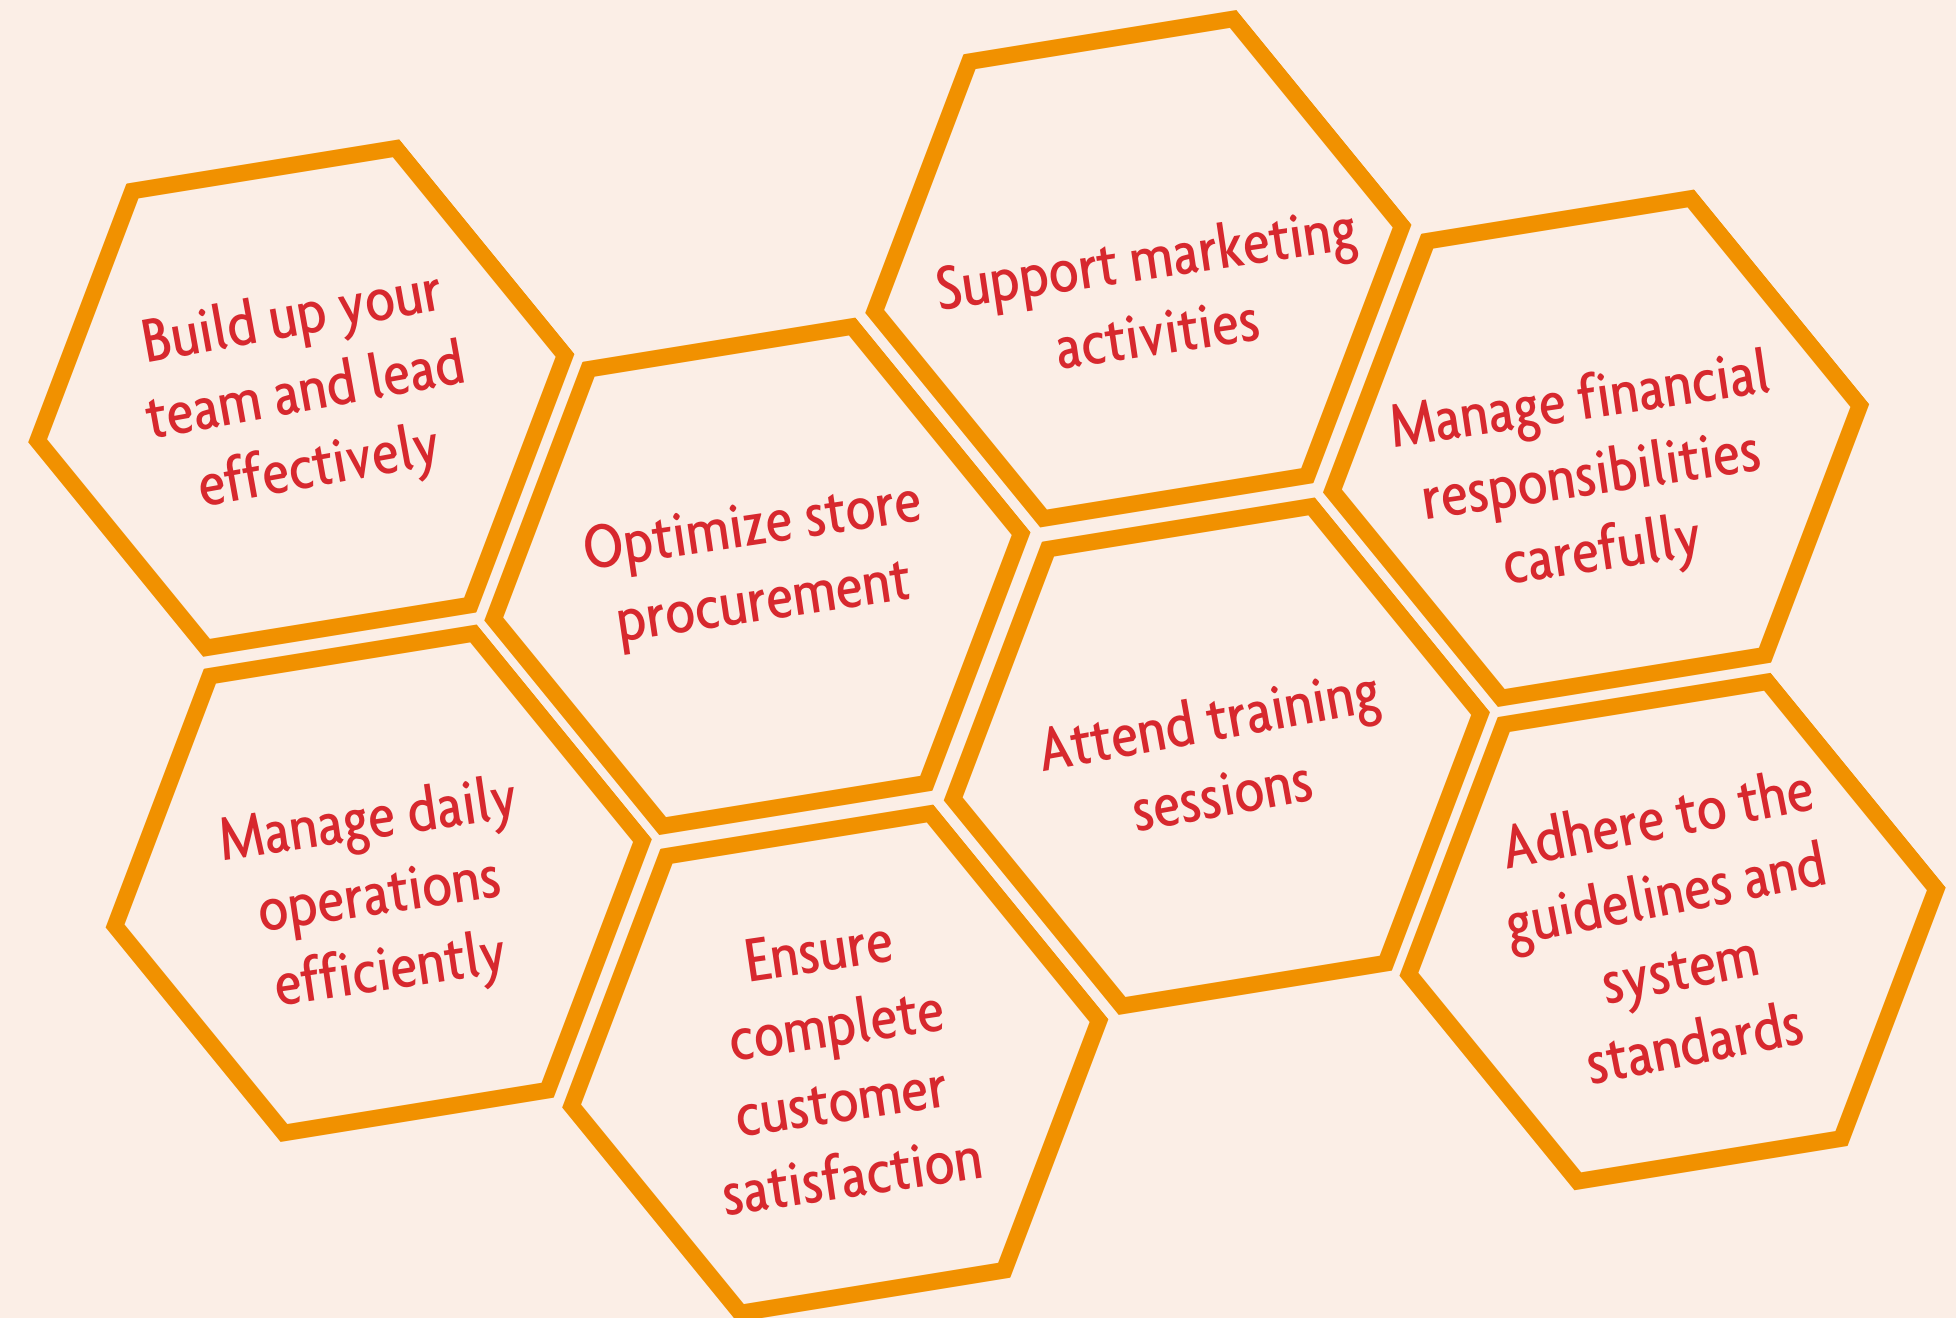 Build up your
team and lead
effectively
Support marketing
activities
Manage financial
responsibilities
carefully
Optimize store
procurement
Attend training
sessions
Manage daily
operations
efficiently
Ensure
complete
customer
satisfaction
Adhere to the
guidelines and
system
standards